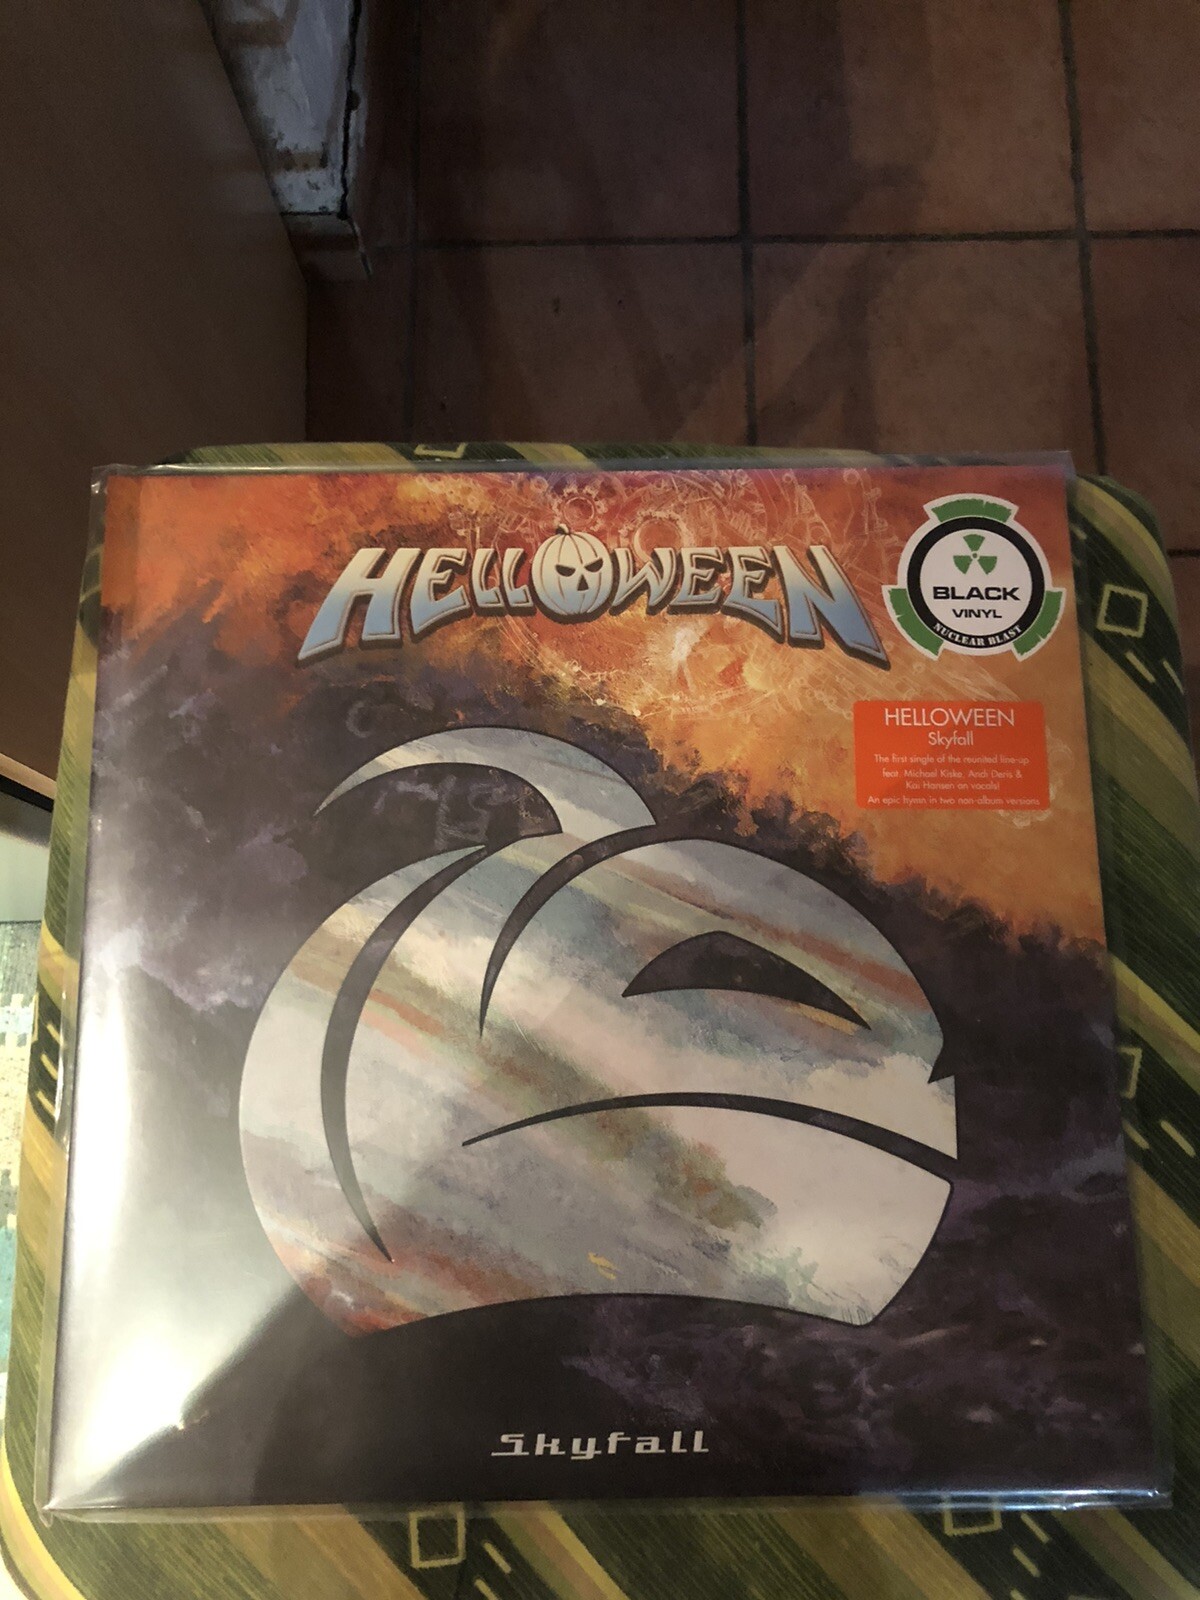 HELLOWEEN
BLACK
VINYL
NUCLEAR BLAST
HELLOWEEN
Skyfall
The first single of the reunited line-up
feat. Michael Kiske, Andi Deris &
Kai Hansen on vocals!
An epic hymn in two non-album versions
Skyfall